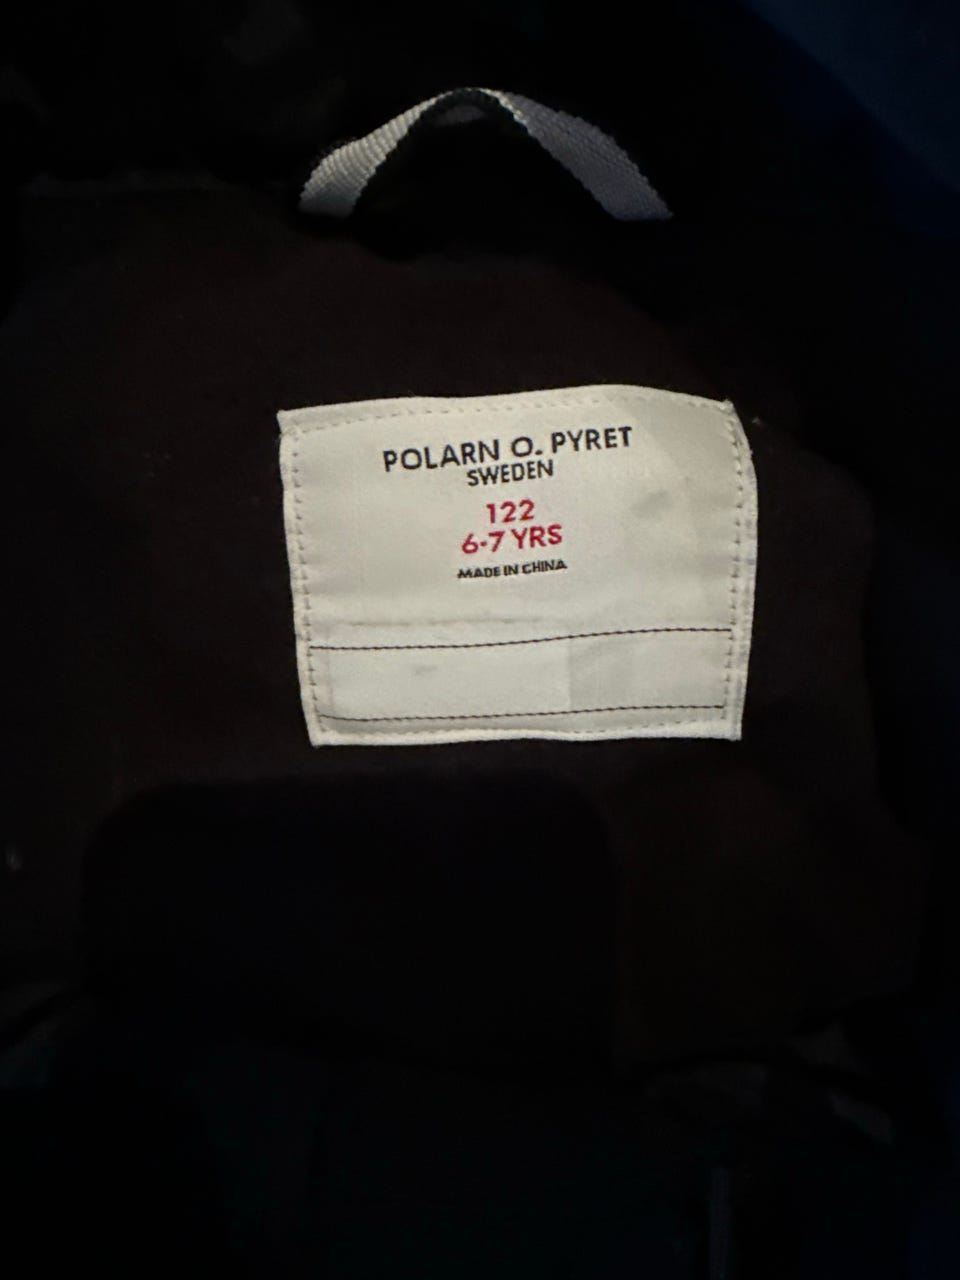 POLARN O. PYRET
SWEDEN
122
6-7 YRS
MADE IN CHINA